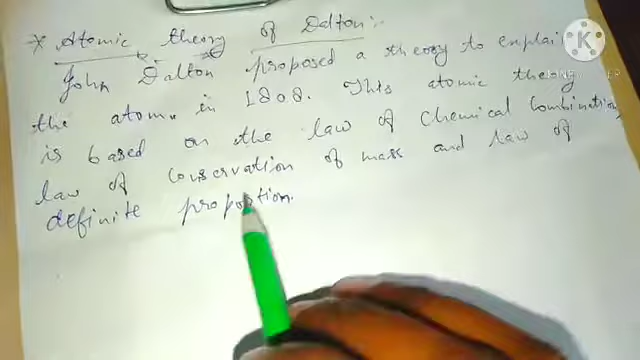 * Atomic theory of Dalton:-
John Dalton proposed a theory to explain
the atom in 1808. This atomic theory
is based on the law of chemical combination,
law of conservation of mass and law of
definite proportion.
K